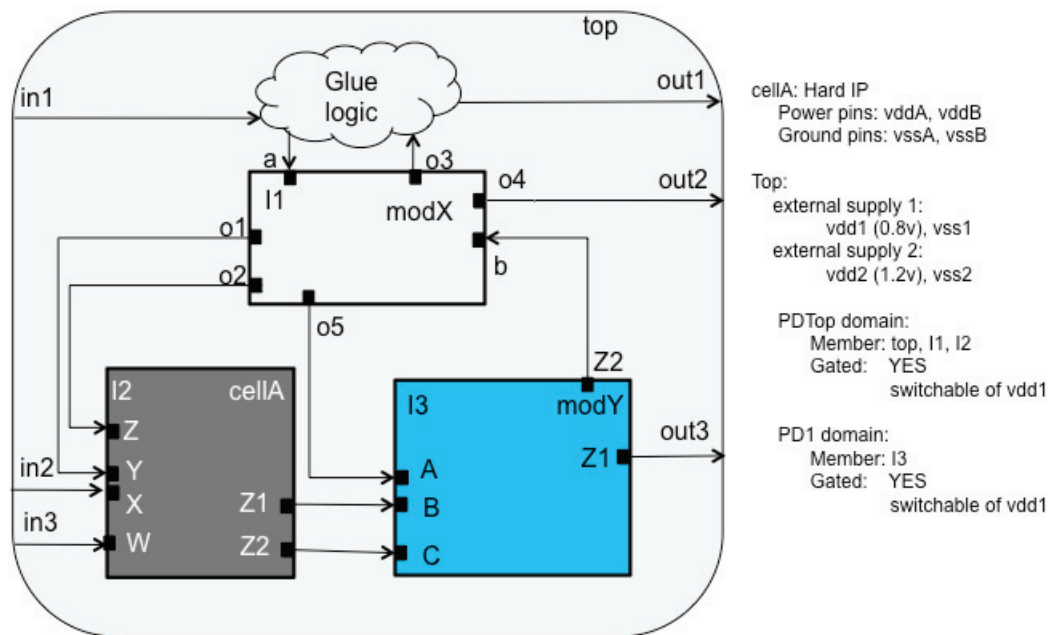 top
in1
Glue
logic
out1
a
o3
I1
modX
o4
out2
o1
o2
b
o5
I2
cellA
Z
Y
in2
X
in3
W
Z1
Z2
I3
Z2
modY
A
B
C
Z1
out3
cellA: Hard IP
Power pins: vddA, vddB
Ground pins: vssA, vssB
Top:
external supply 1:
vdd1 (0.8v), vss1
external supply 2:
vdd2 (1.2v), vss2
PDTop domain:
Member: top, I1, I2
Gated: YES
switchable of vdd1
PD1 domain:
Member: I3
Gated: YES
switchable of vdd1